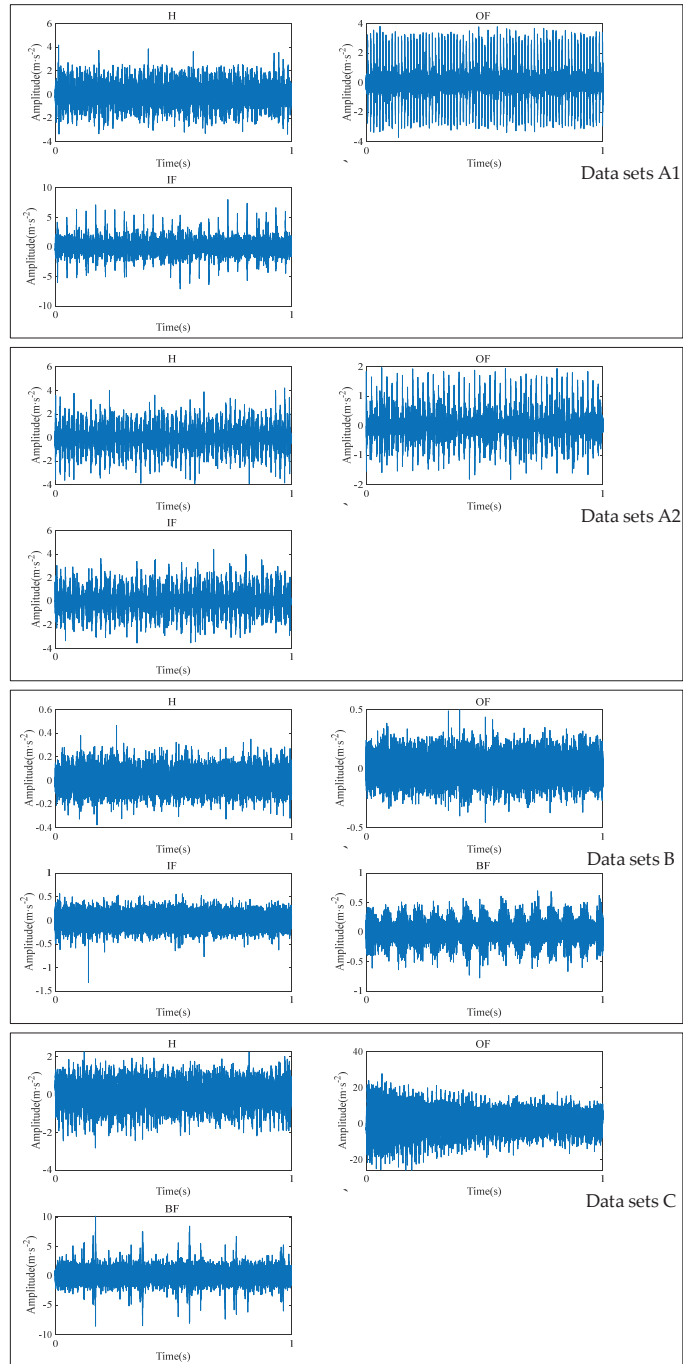 H
6
4
2
0
-2
-4
Amplitude(m·s⁻²)
0
1
Time(s)
OF
4
2
0
-2
-4
Amplitude(m·s⁻²)
0
1
Time(s)
`
Data sets A1
IF
10
5
0
-5
-10
Amplitude(m·s⁻²)
0
1
Time(s)
H
6
4
2
0
-2
-4
Amplitude(m·s⁻²)
0
1
Time(s)
OF
2
1
0
-1
-2
Amplitude(m·s⁻²)
0
1
Time(s)
`
Data sets A2
IF
6
4
2
0
-2
-4
Amplitude(m·s⁻²)
0
1
Time(s)
H
0.6
0.4
0.2
0
-0.2
-0.4
Amplitude(m·s⁻²)
0
1
Time(s)
OF
0.5
0
-0.5
Amplitude(m·s⁻²)
0
1
Time(s)
`
Data sets B
IF
1
0.5
0
-0.5
-1
-1.5
Amplitude(m·s⁻²)
0
1
Time(s)
BF
1
0.5
0
-0.5
-1
Amplitude(m·s⁻²)
0
1
Time(s)
H
2
0
-2
-4
Amplitude(m·s⁻²)
0
1
Time(s)
OF
40
20
0
-20
Amplitude(m·s⁻²)
0
1
Time(s)
`
Data sets C
BF
10
5
0
-5
-10
Amplitude(m·s⁻²)
0
1
Time(s)